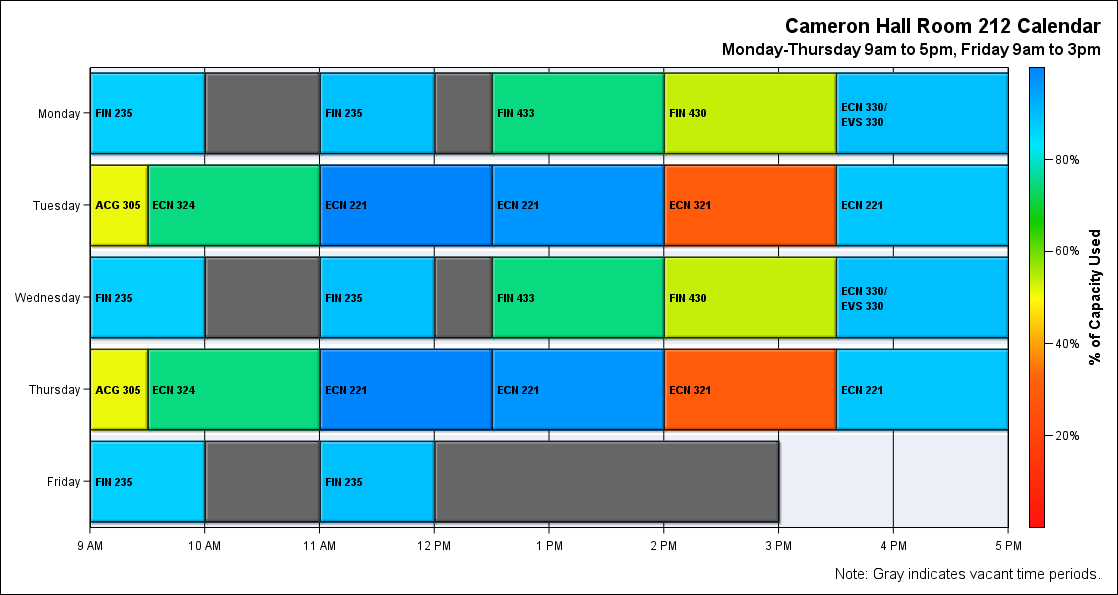 Cameron Hall Room 212 Calendar
Monday-Thursday 9am to 5pm, Friday 9am to 3pm
Monday
FIN 235
FIN 235
FIN 433
FIN 430
ECN 330/
EVS 330
Tuesday
ACG 305
ECN 324
ECN 221
ECN 221
ECN 321
ECN 221
Wednesday
FIN 235
FIN 235
FIN 433
FIN 430
ECN 330/
EVS 330
Thursday
ACG 305
ECN 324
ECN 221
ECN 221
ECN 321
ECN 221
Friday
FIN 235
FIN 235
9 AM
10 AM
11 AM
12 PM
1 PM
2 PM
3 PM
4 PM
5 PM
80%
60%
40%
20%
% of Capacity Used
Note: Gray indicates vacant time periods.